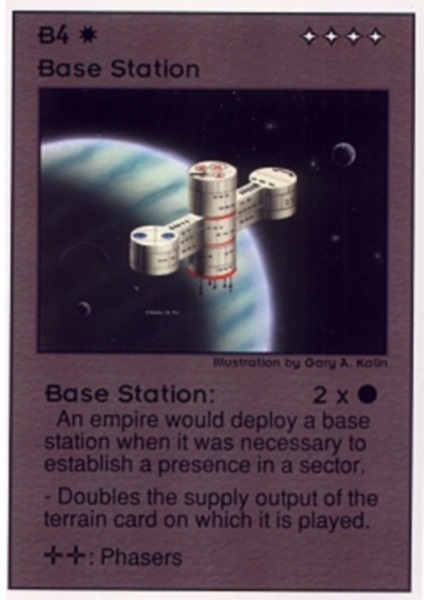 B4
Base Station
Illustration by Gary A. Kalin
Base Station: 2 x
An empire would deploy a base
station when it was necessary to
establish a presence in a sector.
- Doubles the supply output of the
terrain card on which it is played.
: Phasers